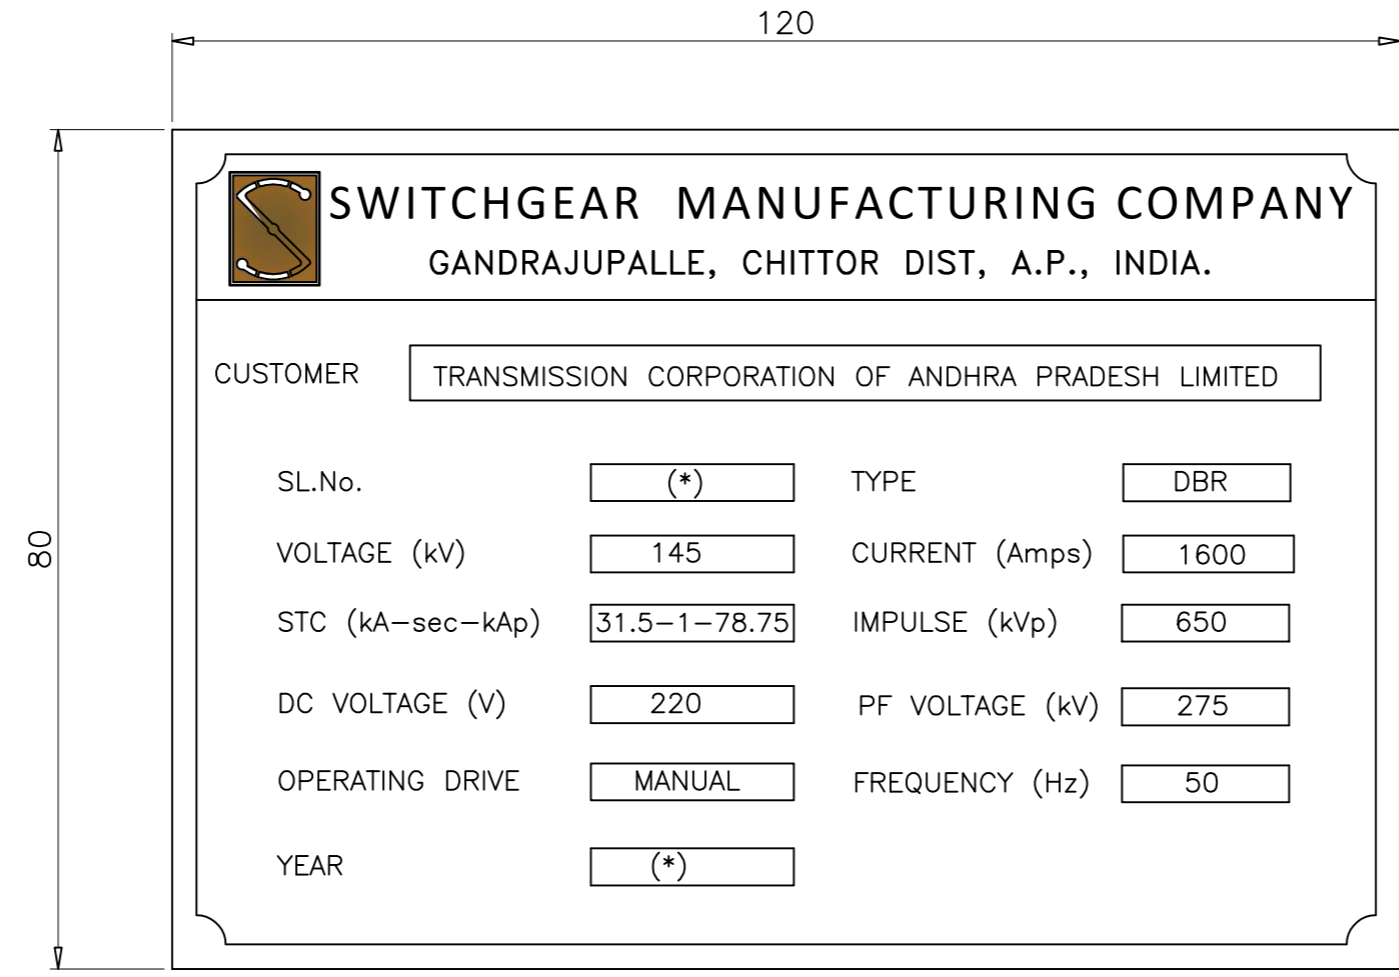 120
80
SWITCHGEAR MANUFACTURING COMPANY
GANDRAJUPALLE, CHITTOR DIST, A.P., INDIA.
CUSTOMER TRANSMISSION CORPORATION OF ANDHRA PRADESH LIMITED
SL.No. (*) TYPE DBR
VOLTAGE (kV) 145 CURRENT (Amps) 1600
STC (kA-sec-kAp) 31.5-1-78.75 IMPULSE (kVp) 650
DC VOLTAGE (V) 220 PF VOLTAGE (kV) 275
OPERATING DRIVE MANUAL FREQUENCY (Hz) 50
YEAR (*)